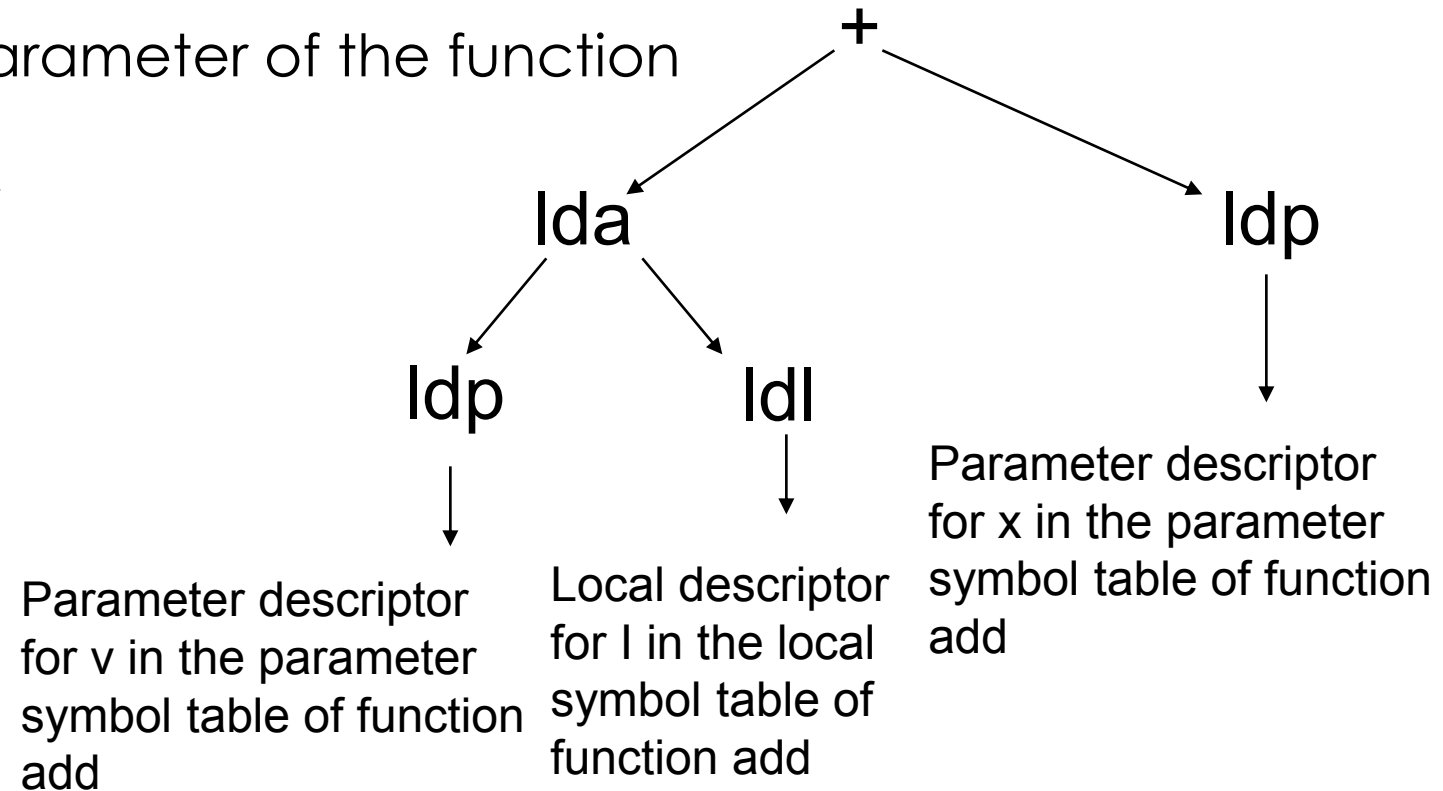 +
arameter of the function
lda
ldp
ldp
ldl
Parameter descriptor
for x in the parameter
symbol table of function
add
Parameter descriptor
for v in the parameter
symbol table of function
add
Local descriptor
for I in the local
symbol table of
function add